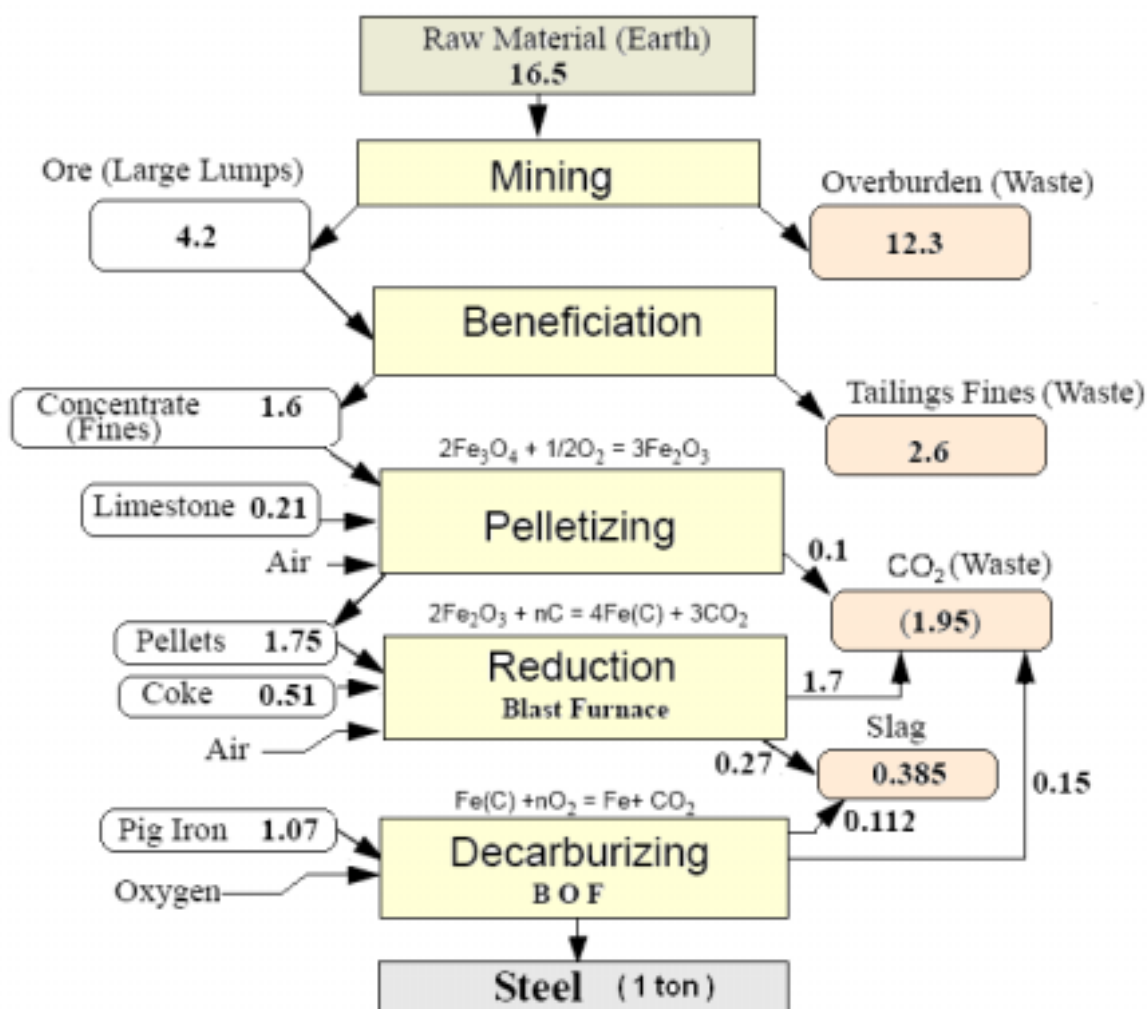 Raw Material (Earth)
16.5
Mining
Ore (Large Lumps)
4.2
Overburden (Waste)
12.3
Beneficiation
Concentrate 1.6
(Fines)
Tailings Fines (Waste)
2.6
2Fe₃O₄ + 1/2O₂ = 3Fe₂O₃
Limestone 0.21
Pelletizing
Air
0.1
CO₂ (Waste)
(1.95)
2Fe₂O₃ + nC = 4Fe(C) + 3CO₂
Pellets 1.75
Reduction
Blast Furnace
Coke 0.51
1.7
Air
Slag
0.27
0.385
0.15
Fe(C) +nO₂ = Fe+ CO₂
0.112
Pig Iron 1.07
Decarburizing
B O F
Oxygen
Steel (1 ton)